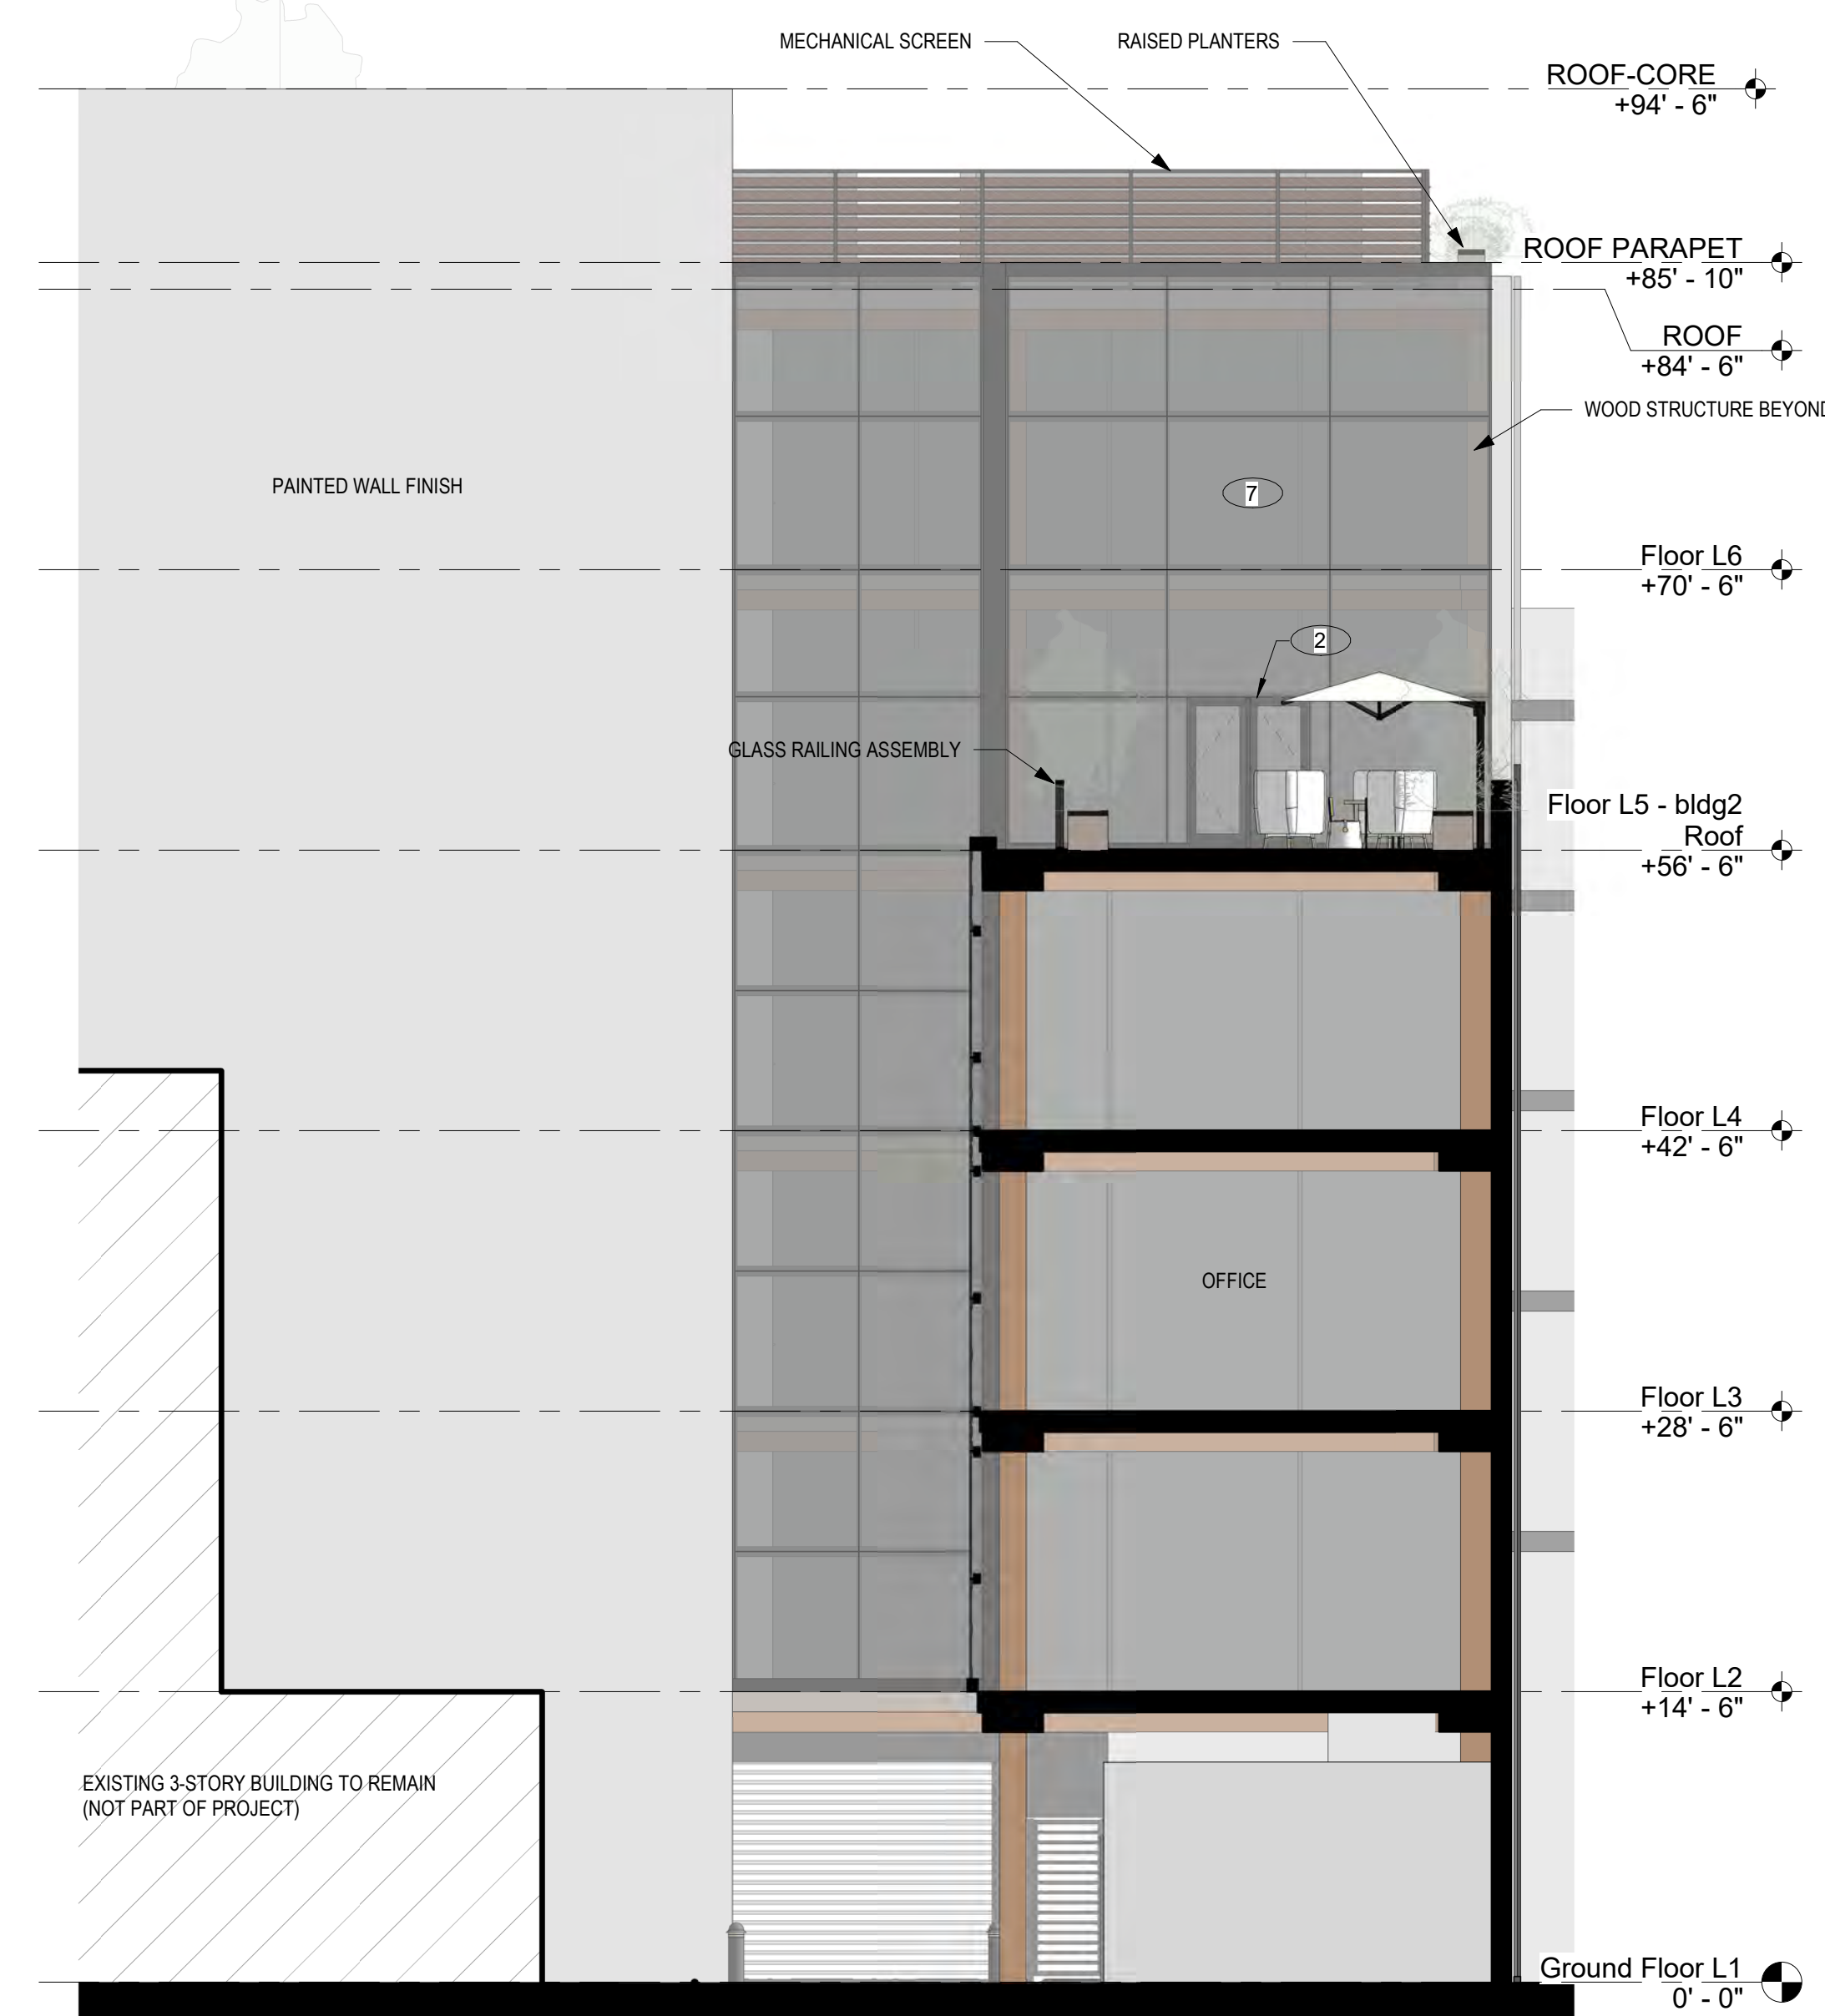 MECHANICAL SCREEN
RAISED PLANTERS
ROOF-CORE
+94' - 6"
ROOF PARAPET
+85' - 10"
ROOF
+84' - 6"
WOOD STRUCTURE BEYOND
PAINTED WALL FINISH
7
Floor L6
+70' - 6"
2
GLASS RAILING ASSEMBLY
Floor L5 - bldg2
Roof
+56' - 6"
Floor L4
+42' - 6"
OFFICE
Floor L3
+28' - 6"
Floor L2
+14' - 6"
EXISTING 3-STORY BUILDING TO REMAIN
(NOT PART OF PROJECT)
Ground Floor L1
0' - 0"